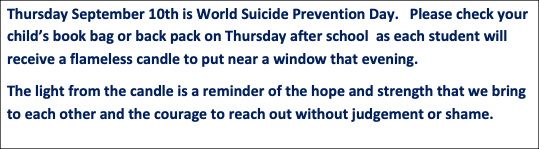 Thursday September 10th is World Suicide Prevention Day.   Please check your
child's book bag or back pack on Thursday after school  as each student will
receive a flameless candle to put near a window that evening.
The light from the candle is a reminder of the hope and strength that we bring
to each other and the courage to reach out without judgement or shame.